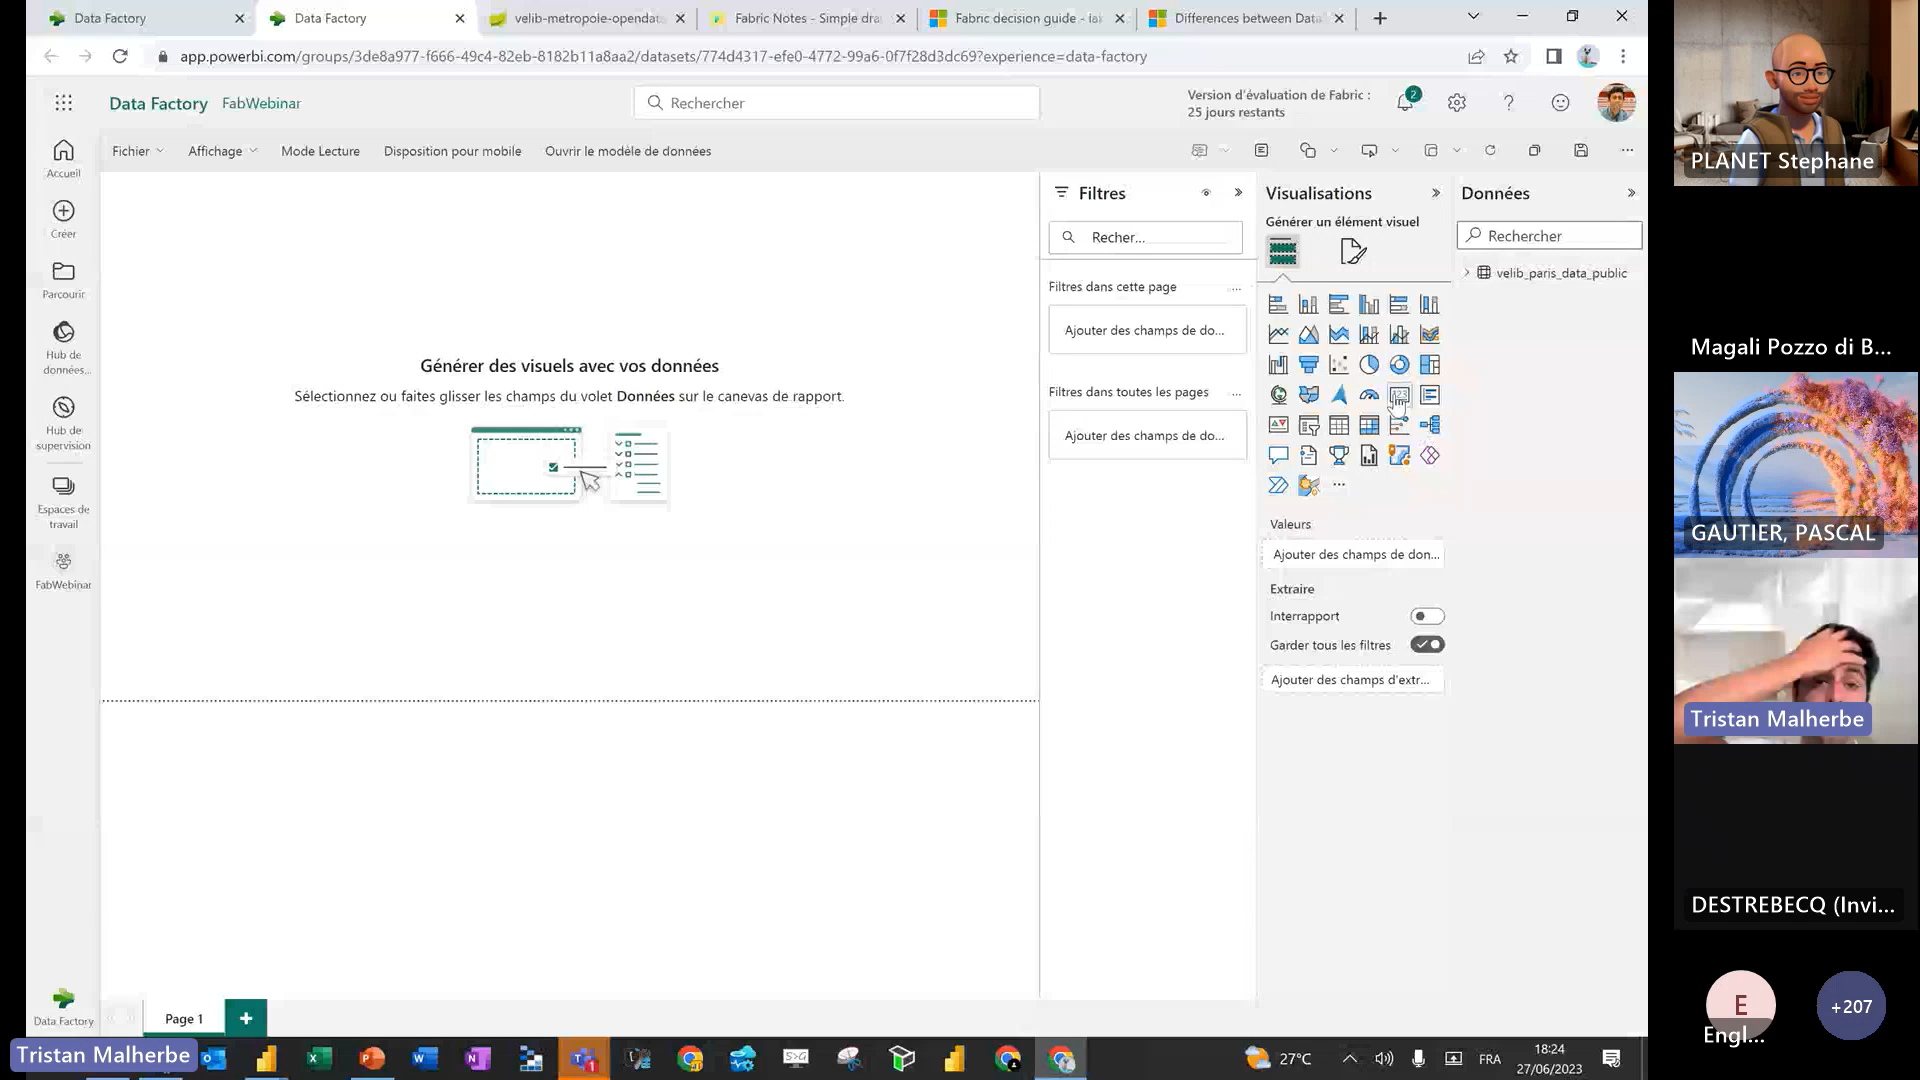 Data Factory
Data Factory
velib-metropole-opendat
Fabric Notes - Simple dra
Fabric decision guide - la
Differences between Data
app.powerbi.com/groups/3de8a977-f666-49c4-82eb-8182b11a8aa2/datasets/774d4317-efe0-4772-99a6-0f7f28d3dc69?experience=data-factory
Data Factory
FabWebinar
Rechercher
Version d'évaluation de Fabric :
25 jours restants
2
Fichier
Affichage
Mode Lecture
Disposition pour mobile
Ouvrir le modèle de données
Accueil
Créer
Parcourir
Hub de
données...
Hub de
supervision
Espaces de
travail
FabWebinar
Data Factory
Générer des visuels avec vos données
Sélectionnez ou faites glisser les champs du volet Données sur le canevas de rapport.
Filtres
Recher...
Filtres dans cette page
...
Ajouter des champs de do...
Filtres dans toutes les pages
...
Ajouter des champs de do...
Visualisations
Générer un élément visuel
Valeurs
Ajouter des champs de don...
Extraire
Interrapport
Garder tous les filtres
Ajouter des champs d'extr...
Données
Rechercher
velib_paris_data_public
Page 1
Tristan Malherbe
27°C
FRA
18:24
27/06/2023
PLANET Stephane
Magali Pozzo di B...
GAUTIER, PASCAL
Tristan Malherbe
DESTREBECQ (Invi...
E
Engl...
+207